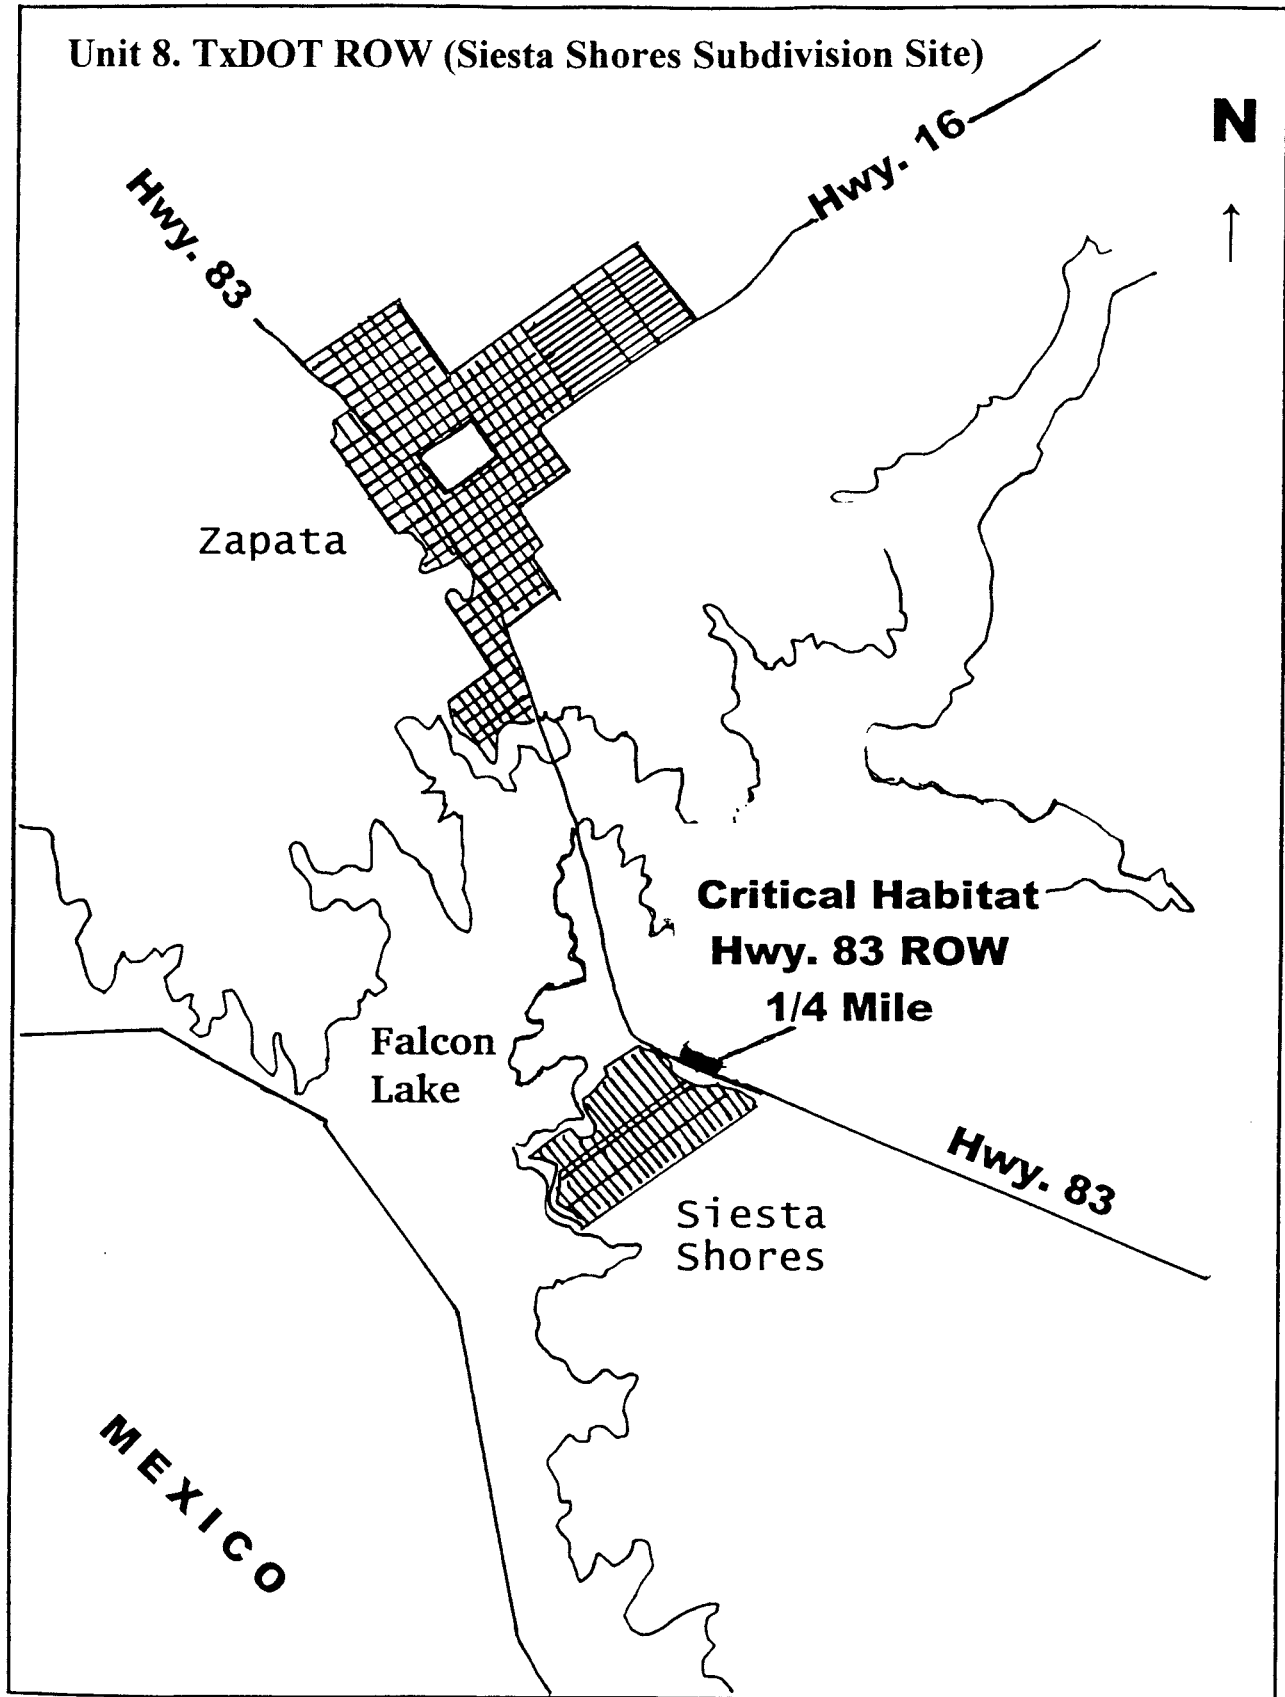 Unit 8. TxDOT ROW (Siesta Shores Subdivision Site)
N
Hwy. 16
Hwy. 83
Zapata
Critical Habitat
Hwy. 83 ROW
1/4 Mile
Falcon
Lake
Hwy. 83
Siesta
Shores
MEXICO